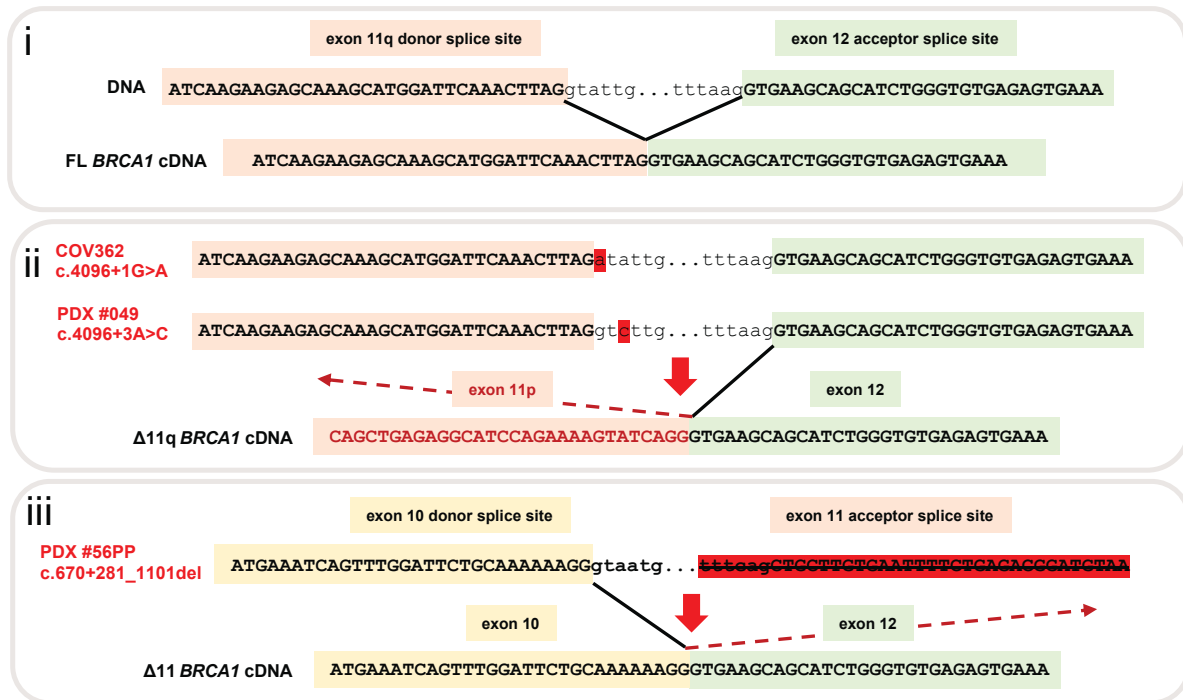 i
exon 11q donor splice site exon 12 acceptor splice site
DNA ATCAAGAAGAGCAAAGCATGGATTCAAACTTAGgtattg...tttaagGTGAAGCAGCATCTGGGTGTGAGAGTGAAA
FL BRCA1 cDNA ATCAAGAAGAGCAAAGCATGGATTCAAACTTAGGTGAAGCAGCATCTGGGTGTGAGAGTGAAA
ii
COV362
c.4096+1G>A
ATCAAGAAGAGCAAAGCATGGATTCAAACTTAGatattg...tttaagGTGAAGCAGCATCTGGGTGTGAGAGTGAAA
PDX #049
c.4096+3A>C
ATCAAGAAGAGCAAAGCATGGATTCAAACTTAGgtcttg...tttaagGTGAAGCAGCATCTGGGTGTGAGAGTGAAA
exon 11p exon 12
Δ11q BRCA1 cDNA CAGCTGAGAGGCATCCAGAAAAGTATCAGGGTGAAGCAGCATCTGGGTGTGAGAGTGAAA
iii
exon 10 donor splice site exon 11 acceptor splice site
PDX #56PP
c.670+281_1101del
ATGAAATCAGTTTGGATTCTGCAAAAAAGGgtaatg...tttcagCTGCTTCTGAATTTTCTGAGACGGATGTAA
exon 10 exon 12
Δ11 BRCA1 cDNA ATGAAATCAGTTTGGATTCTGCAAAAAAGGGTGAAGCAGCATCTGGGTGTGAGAGTGAAA